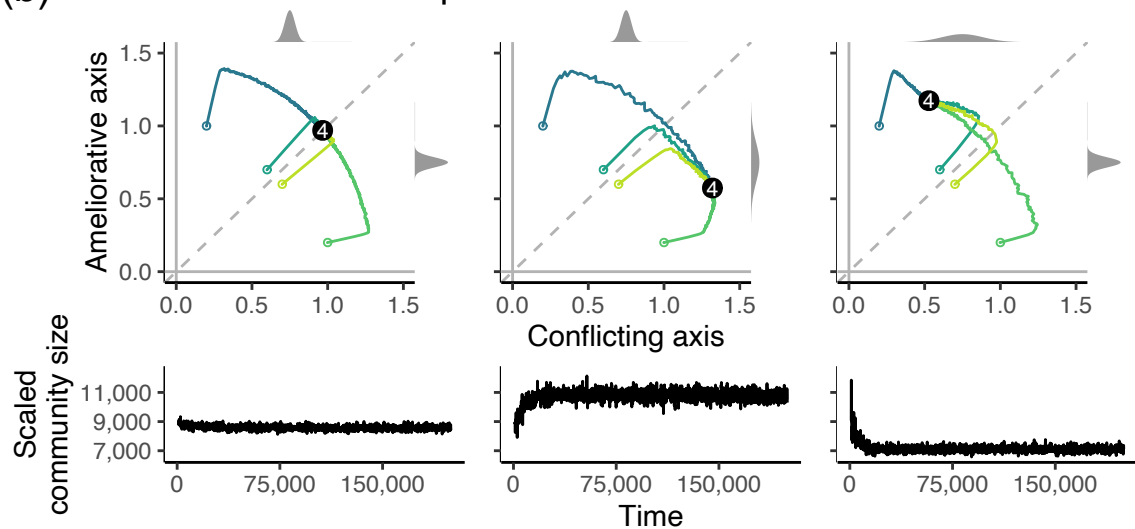 (b)
1.5
1.0
0.5
0.0
Ameliorative axis
4
4
4
0.0 0.5 1.0 1.5
0.0 0.5 1.0 1.5
0.0 0.5 1.0 1.5
Conflicting axis
Scaled
community size
11,000
9,000
7,000
0 75,000 150,000
0 75,000 150,000
0 75,000 150,000
Time